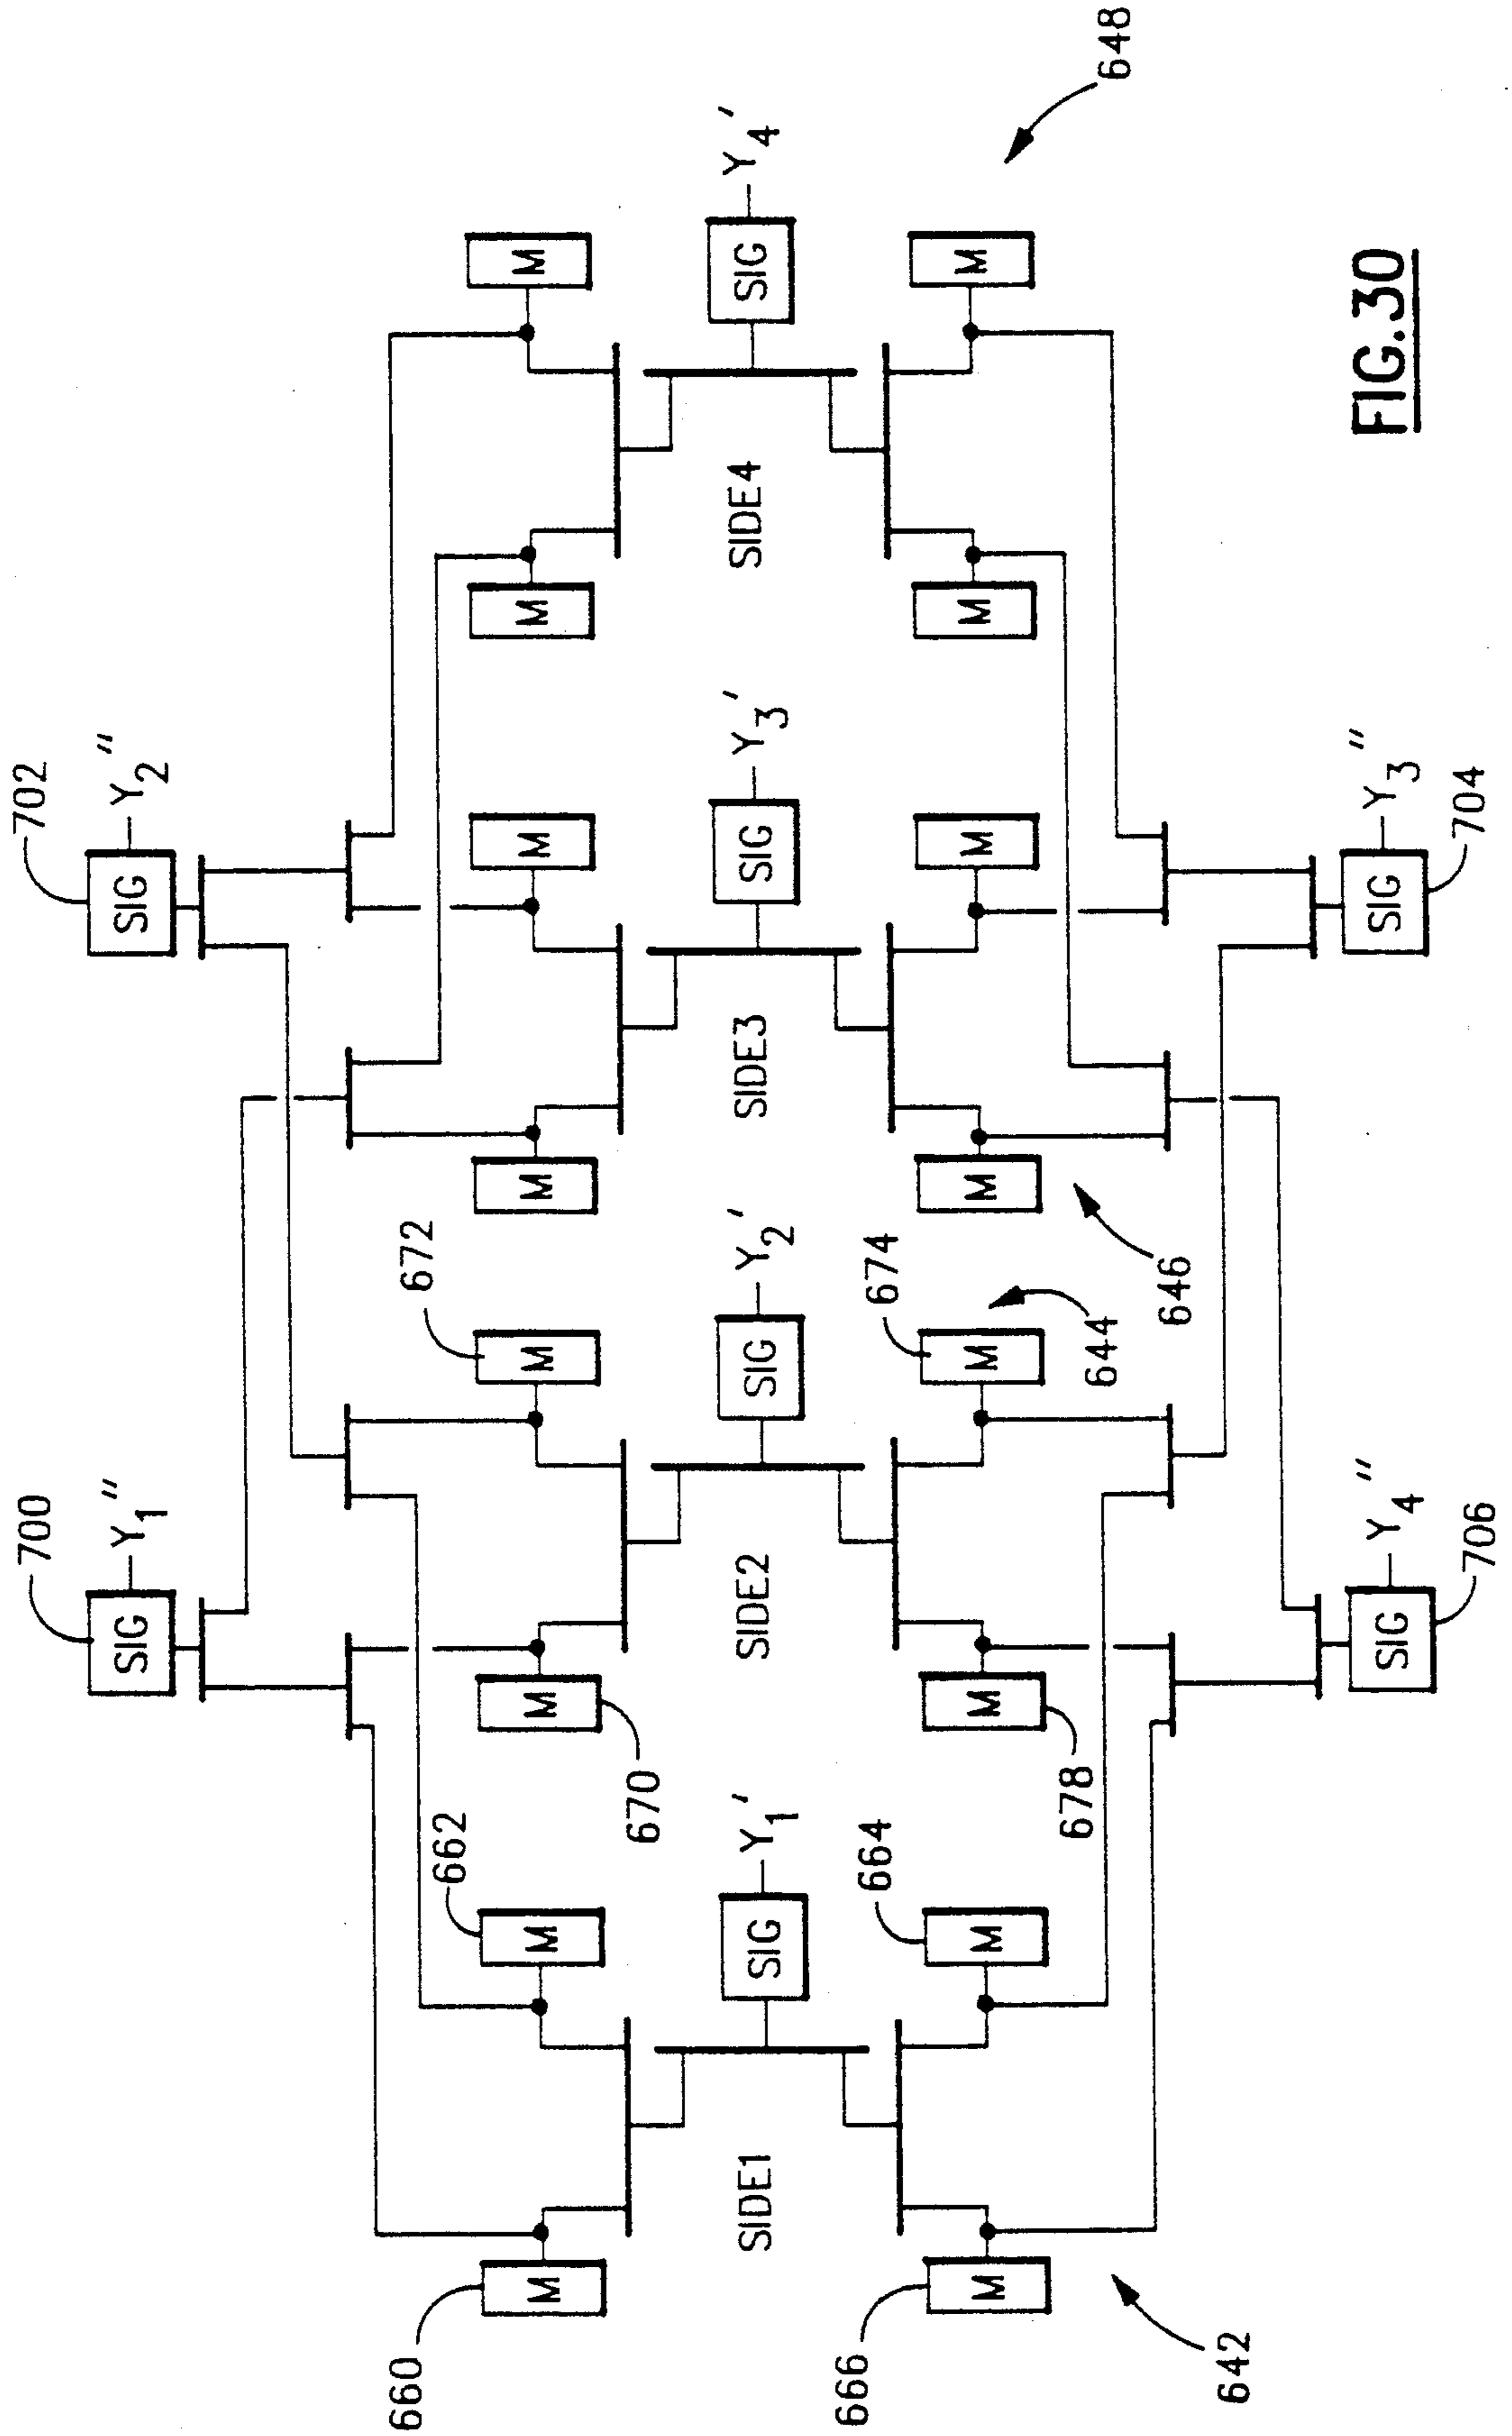 700
702
SIG
Y1''
SIG
Y2''
660
M
662
M
670
M
672
M
M
M
M
M
SIDE1
SIG
Y1'
SIDE2
SIG
Y2'
SIDE3
SIG
Y3'
SIDE4
SIG
Y4'
666
M
664
M
678
M
674
M
M
M
M
M
642
644
646
648
SIG
Y4''
706
SIG
Y3''
704
FIG.30